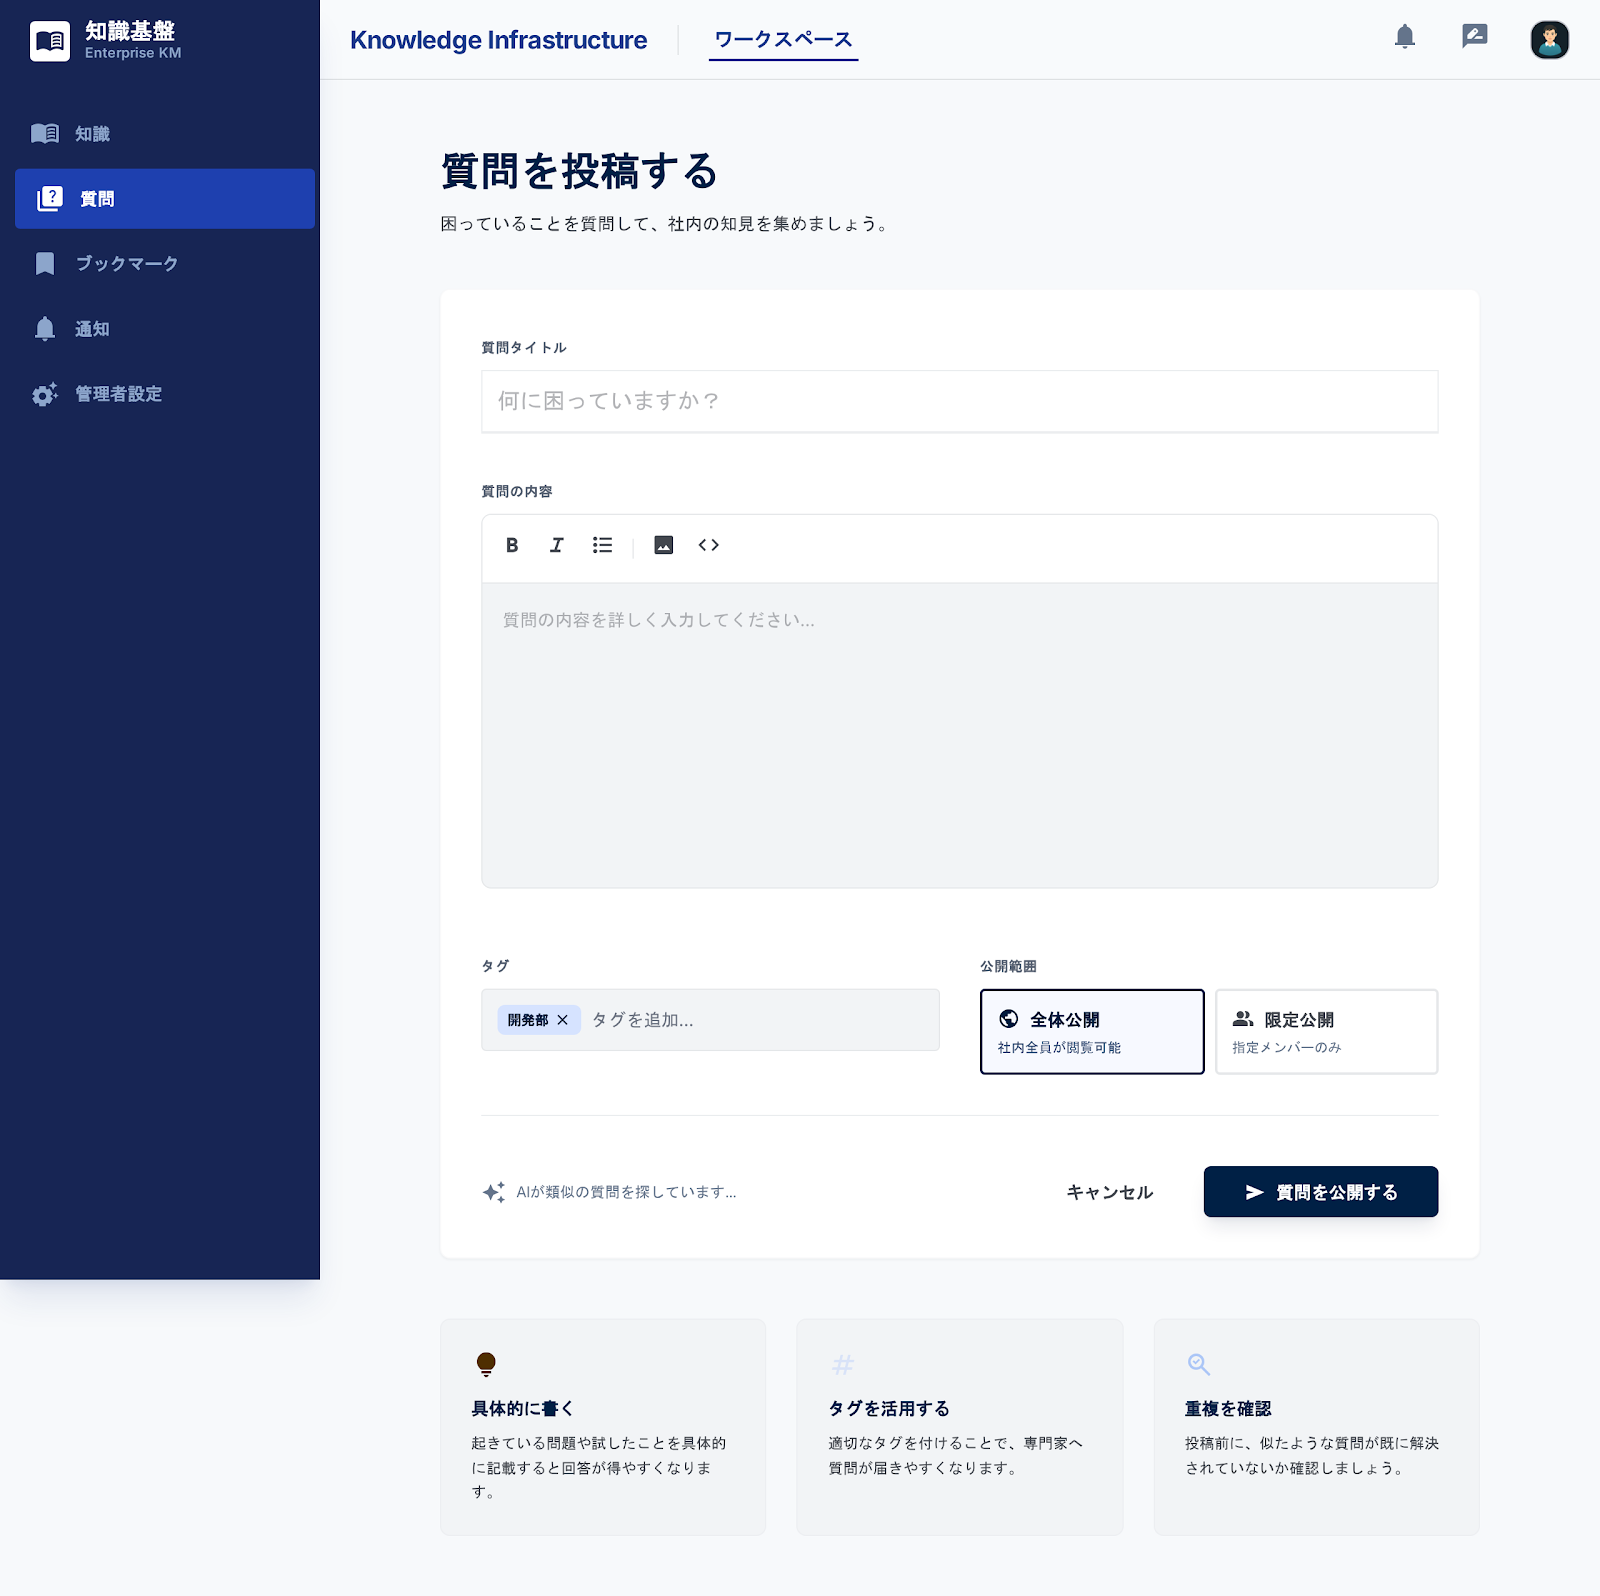 知識基盤
Enterprise KM
知識
質問
ブックマーク
通知
管理者設定
Knowledge Infrastructure
ワークスペース
質問を投稿する
困っていることを質問して、社内の知見を集めましょう。
質問タイトル
何に困っていますか？
質問の内容
質問の内容を詳しく入力してください...
タグ
開発部
タグを追加...
公開範囲
全体公開
社内全員が閲覧可能
限定公開
指定メンバーのみ
AIが類似の質問を探しています...
キャンセル
質問を公開する
具体的に書く
起きている問題や試したことを具体的
に記載すると回答が得やすくなりま
す。
タグを活用する
適切なタグを付けることで、専門家へ
質問が届きやすくなります。
重複を確認
投稿前に、似たような質問が既に解決
されていないか確認しましょう。